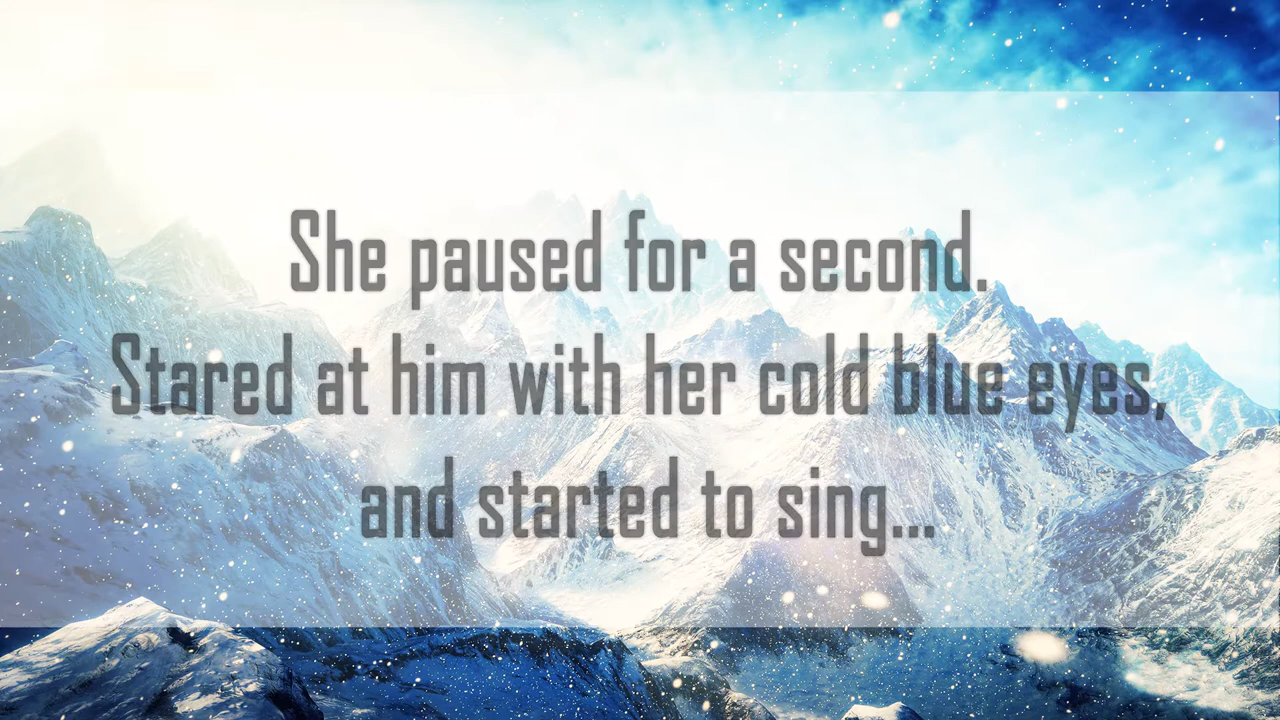 She paused for a second.
Stared at him with her cold blue eyes,
and started to sing...